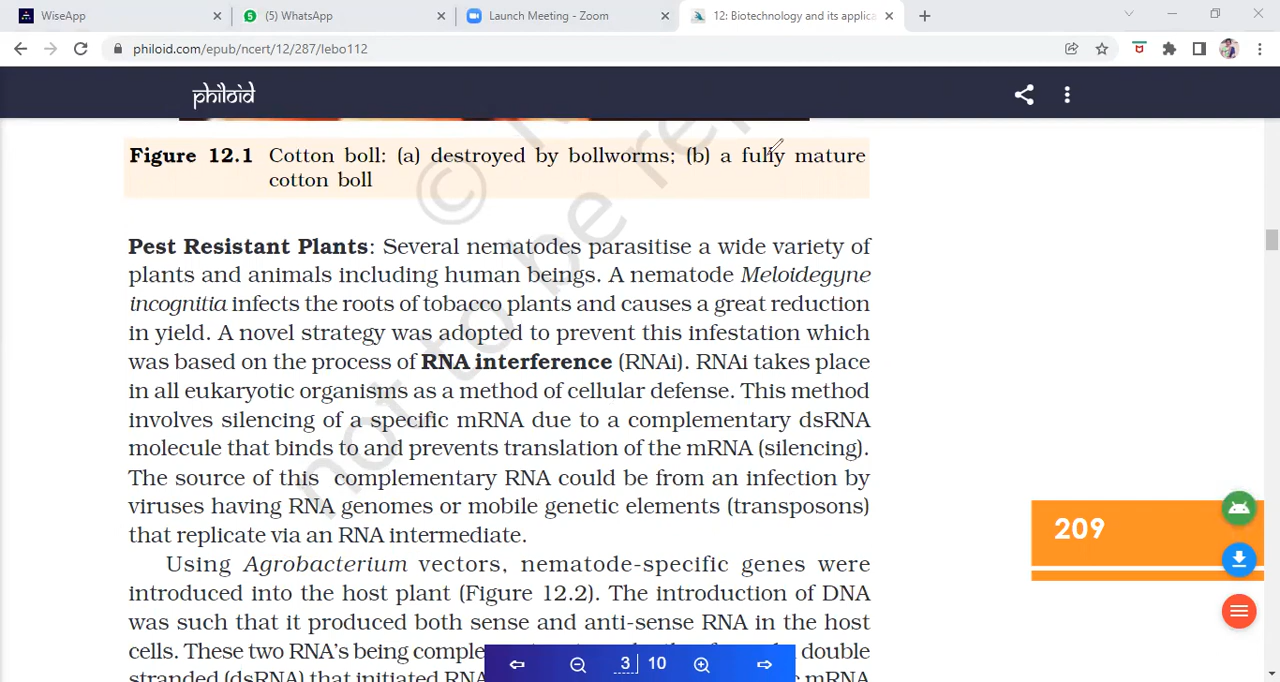 WiseApp
(5) WhatsApp
Launch Meeting - Zoom
12: Biotechnology and its applica
philoid.com/epub/ncert/12/287/lebo112
philoid
Figure 12.1 Cotton boll: (a) destroyed by bollworms; (b) a fully mature
cotton boll
Pest Resistant Plants: Several nematodes parasitise a wide variety of
plants and animals including human beings. A nematode Meloidegyne
incognitia infects the roots of tobacco plants and causes a great reduction
in yield. A novel strategy was adopted to prevent this infestation which
was based on the process of RNA interference (RNAi). RNAi takes place
in all eukaryotic organisms as a method of cellular defense. This method
involves silencing of a specific mRNA due to a complementary dsRNA
molecule that binds to and prevents translation of the mRNA (silencing).
The source of this complementary RNA could be from an infection by
viruses having RNA genomes or mobile genetic elements (transposons)
that replicate via an RNA intermediate.
Using Agrobacterium vectors, nematode-specific genes were
introduced into the host plant (Figure 12.2). The introduction of DNA
was such that it produced both sense and anti-sense RNA in the host
cells. These two RNA's being double
stranded (dsRNA) that initiated mRNA
209
3 10
© not to be re